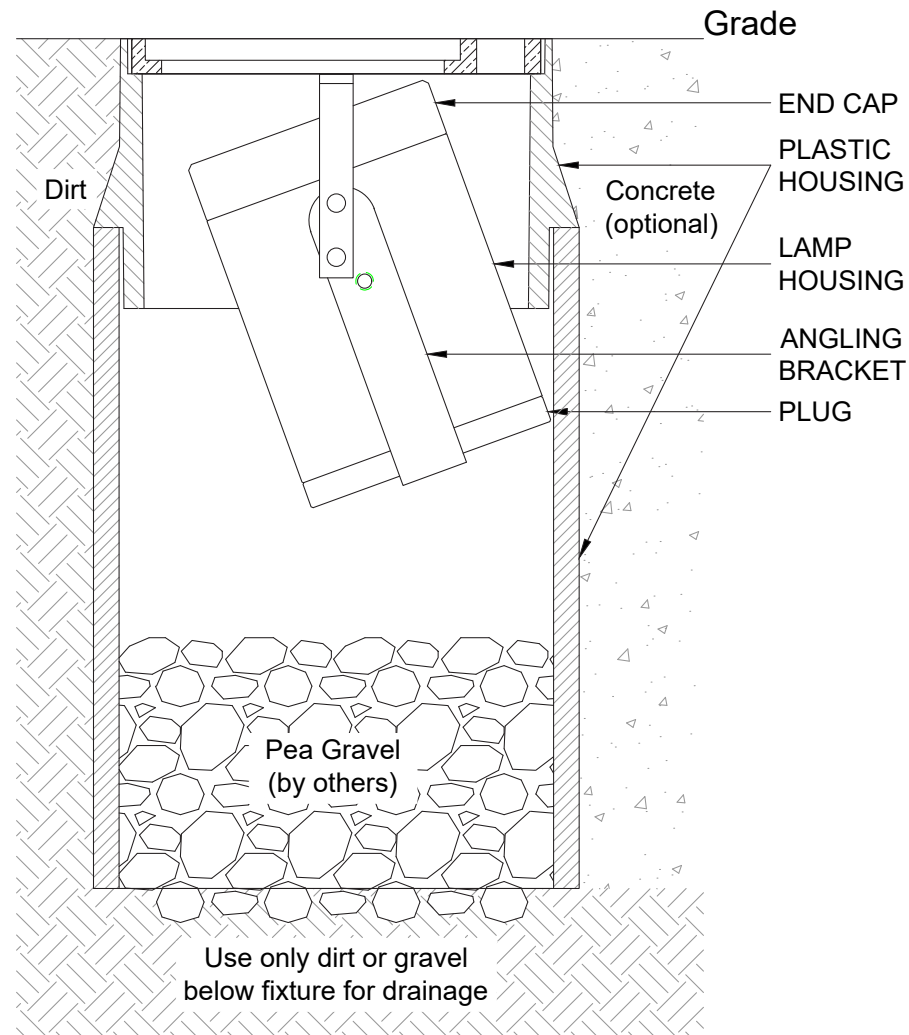 Grade
END CAP
PLASTIC
HOUSING
Dirt
Concrete
(optional)
LAMP
HOUSING
ANGLING
BRACKET
PLUG
Pea Gravel
(by others)
Use only dirt or gravel
below fixture for drainage